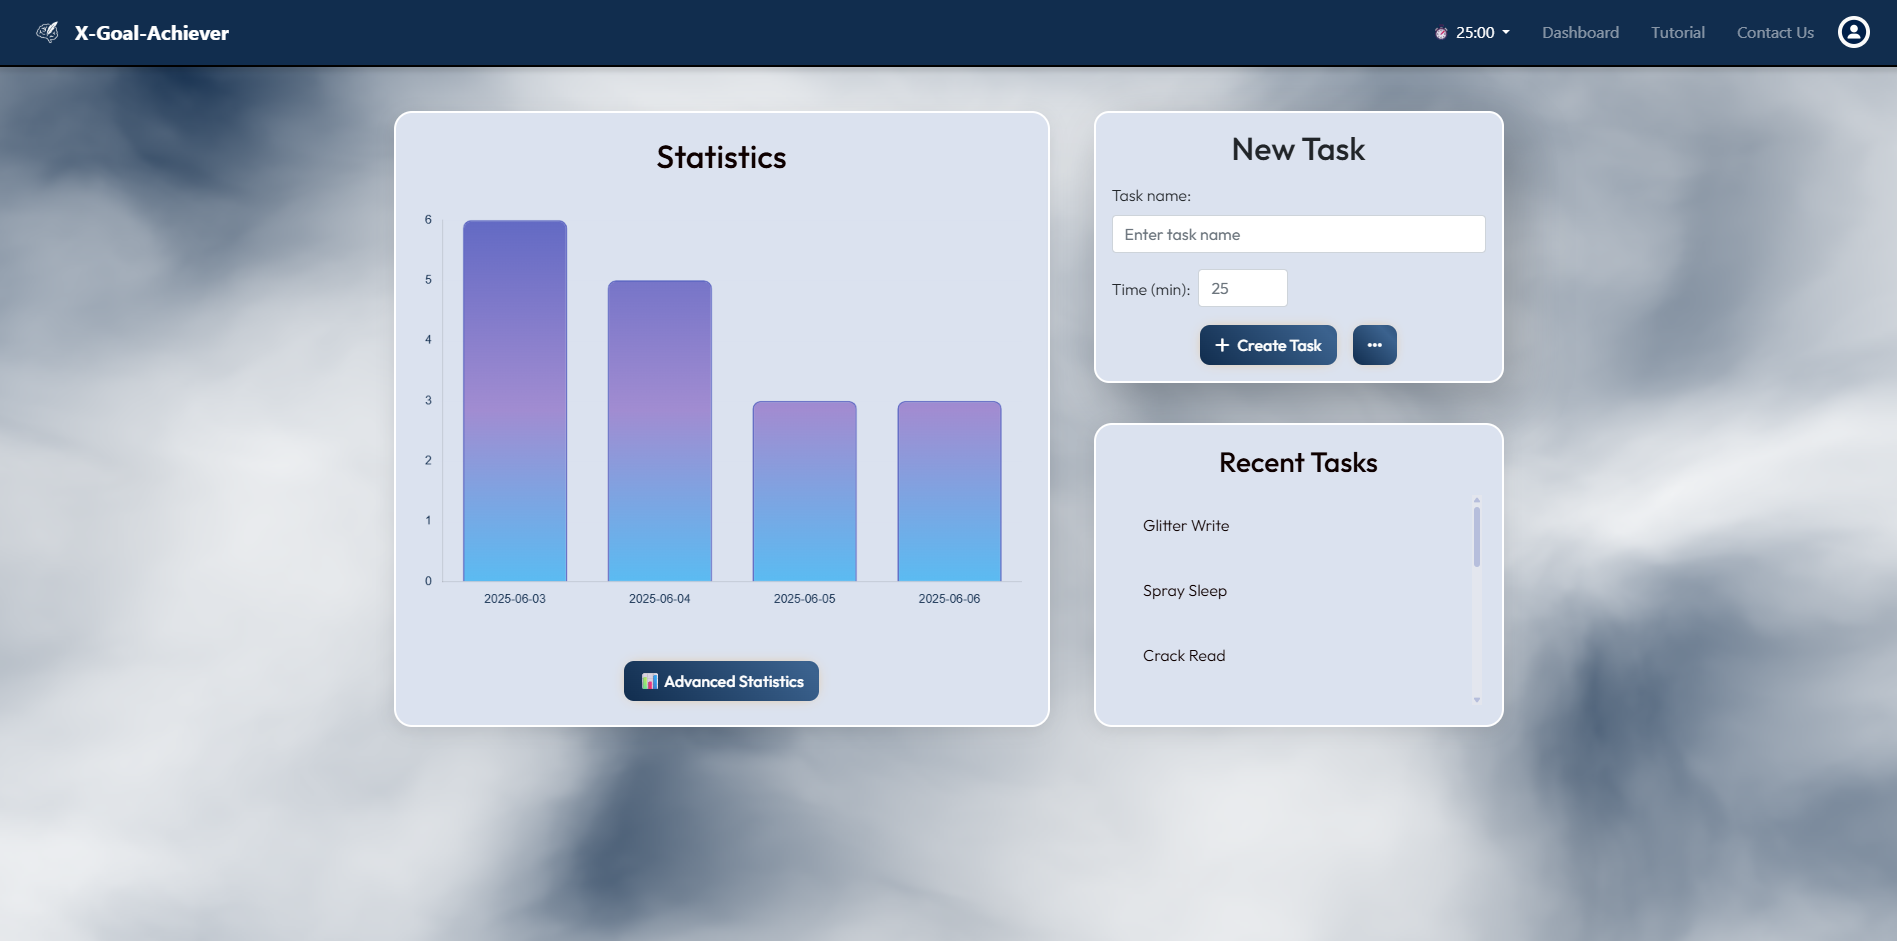 X-Goal-Achiever
25:00
Dashboard
Tutorial
Contact Us
Statistics
6
5
4
3
2
1
0
2025-06-03
2025-06-04
2025-06-05
2025-06-06
Advanced Statistics
New Task
Task name:
Enter task name
Time (min):
25
+ Create Task
•••
Recent Tasks
Glitter Write
Spray Sleep
Crack Read